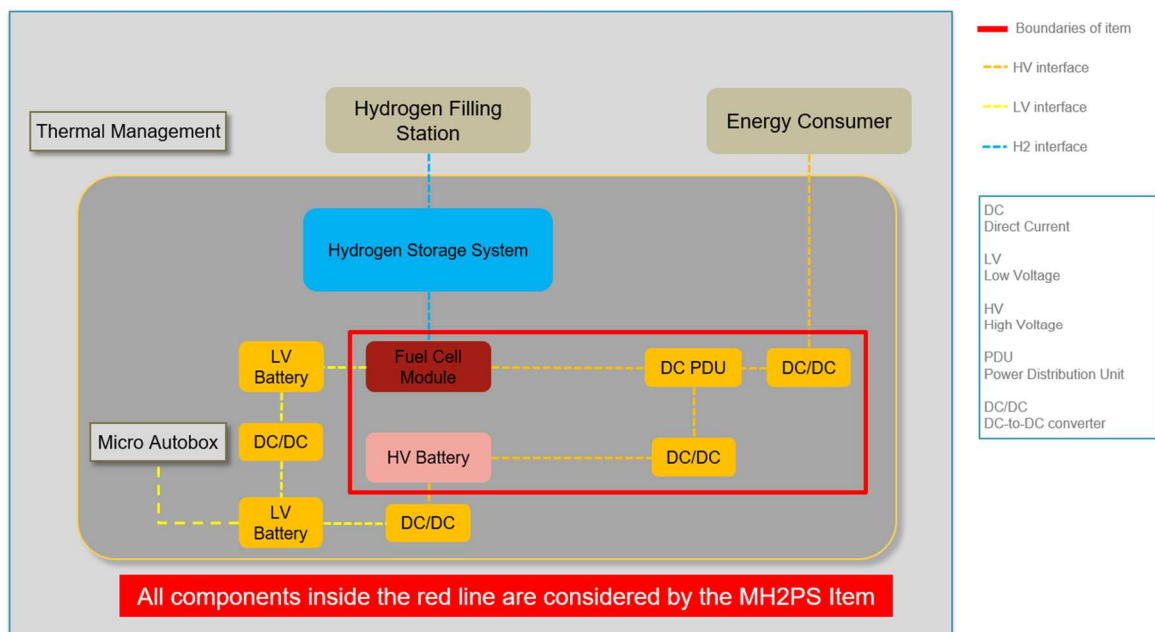 Thermal Management
Hydrogen Filling
Station
Energy Consumer
Hydrogen Storage System
LV
Battery
Fuel Cell
Module
DC PDU
DC/DC
Micro Autobox
DC/DC
HV Battery
DC/DC
LV
Battery
DC/DC
All components inside the red line are considered by the MH2PS Item
Boundaries of item
HV interface
LV interface
H2 interface
DC
Direct Current
LV
Low Voltage
HV
High Voltage
PDU
Power Distribution Unit
DC/DC
DC-to-DC converter